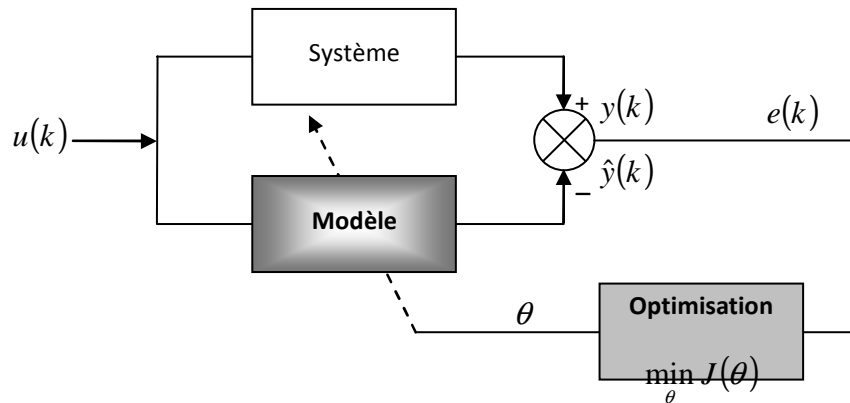 Système
+ y(k)
e(k)
u(k)
ŷ(k)
−
Modèle
θ
Optimisation
min J(θ)
θ